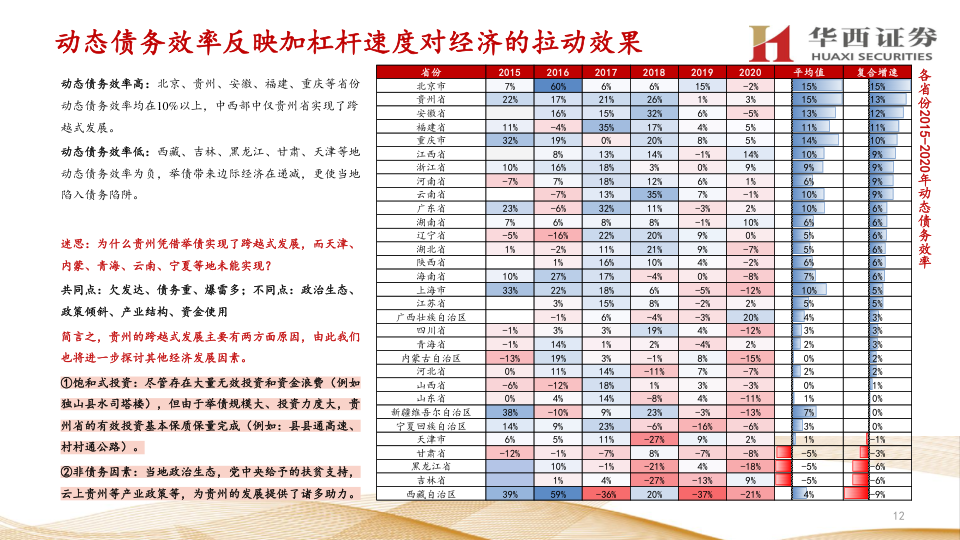 动态债务效率反映加杠杆速度对经济的拉动效果
华西证券
HUAXI SECURITIES
动态债务效率高：北京、贵州、安徽、福建、重庆等省份
动态债务效率均在10%以上，中西部中仅贵州省实现了跨
越式发展。
动态债务效率低：西藏、吉林、黑龙江、甘肃、天津等地
动态债务效率为负，举债带来边际经济在递减，更使当地
陷入债务陷阱。
迷思：为什么贵州凭借举债实现了跨越式发展，而天津、
内蒙、青海、云南、宁夏等地未能实现？
共同点：欠发达、债务重、爆雷多；不同点：政治生态、
政策倾斜、产业结构、资金使用
简言之，贵州的跨越式发展主要有两方面原因，由此我们
也将进一步探讨其他经济发展因素。
①饱和式投资：尽管存在大量无效投资和资金浪费（例如
独山县水司塔楼），但由于举债规模大、投资力度大，贵
州省的有效投资基本保质保量完成（例如：县县通高速、
村村通公路）。
②非债务因素：当地政治生态，党中央给予的扶贫支持，
云上贵州等产业政策等，为贵州的发展提供了诸多助力。
省份 2015 2016 2017 2018 2019 2020 平均值 复合增速
北京市 7% 60% 6% 6% 15% -2% 15% 15%
贵州省 22% 17% 21% 26% 1% 3% 15% 13%
安徽省 16% 15% 32% 6% -5% 13% 12%
福建省 11% -4% 35% 17% 4% 5% 11% 11%
重庆市 32% 19% 0% 20% 8% 5% 14% 10%
江西省 8% 13% 14% -1% 14% 10% 9%
浙江省 10% 16% 18% 3% 0% 9% 9% 9%
河南省 -7% 7% 18% 12% 6% 1% 6% 9%
云南省 -7% 13% 35% 7% -1% 10% 9%
广东省 23% -6% 32% 11% -3% 2% 10% 6%
湖南省 7% 6% 8% 8% -1% 10% 6% 6%
辽宁省 -5% -16% 22% 20% 9% 0% 5% 6%
湖北省 1% -2% 11% 21% 9% -7% 5% 6%
陕西省 1% 16% 10% 4% -2% 6% 6%
海南省 10% 27% 17% -4% 0% -8% 7% 6%
上海市 33% 22% 18% 6% -5% -12% 10% 5%
江苏省 3% 15% 8% -2% 2% 5% 5%
广西壮族自治区 -1% 6% -4% -3% 20% 4% 3%
四川省 -1% 3% 3% 19% 4% -12% 3% 3%
青海省 -1% 14% 1% 2% -4% 2% 2% 3%
内蒙古自治区 -13% 19% 3% -1% 8% -15% 0% 2%
河北省 0% 11% 14% -11% 7% -7% 2% 2%
山西省 -6% -12% 18% 1% 3% -3% 0% 1%
山东省 0% 4% 14% -8% 4% -11% 1% 0%
新疆维吾尔自治区 38% -10% 9% 23% -3% -13% 7% 0%
宁夏回族自治区 14% 9% 23% -6% -16% -6% 3% 0%
天津市 6% 5% 11% -27% 9% 2% 1% -1%
甘肃省 -12% -1% -7% 8% -7% -8% -5% -3%
黑龙江省 10% -1% -21% 4% -18% -5% -6%
吉林省 1% 4% -27% -13% 9% -5% -6%
西藏自治区 39% 59% -36% 20% -37% -21% 4% -9%
各省份2015-2020年动态债务效率
12